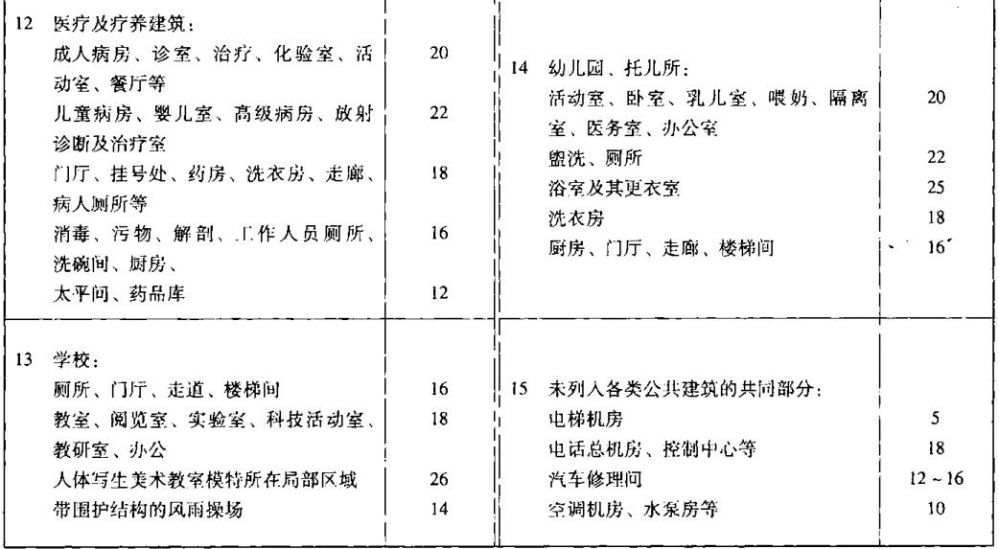 12 医疗及疗养建筑：
成人病房、诊室、治疗、化验室、活 20
动室、餐厅等
儿童病房、婴儿室、高级病房、放射 22
诊断及治疗室
门厅、挂号处、药房、洗衣房、走廊、 18
病人厕所等
消毒、污物、解剖、工作人员厕所、 16
洗碗间、厨房、
太平间、药品库 12
13 学校：
厕所、门厅、走道、楼梯间 16
教室、阅览室、实验室、科技活动室、 18
教研室、办公
人体写生美术教室模特所在局部区域 26
带围护结构的风雨操场 14
14 幼儿园、托儿所：
活动室、卧室、乳儿室、喂奶、隔离 20
室、医务室、办公室
盥洗、厕所 22
浴室及其更衣室 25
洗衣房 18
厨房、门厅、走廊、楼梯间 16
15 未列入各类公共建筑的共同部分：
电梯机房 5
电话总机房、控制中心等 18
汽车修理间 12～16
空调机房、水泵房等 10